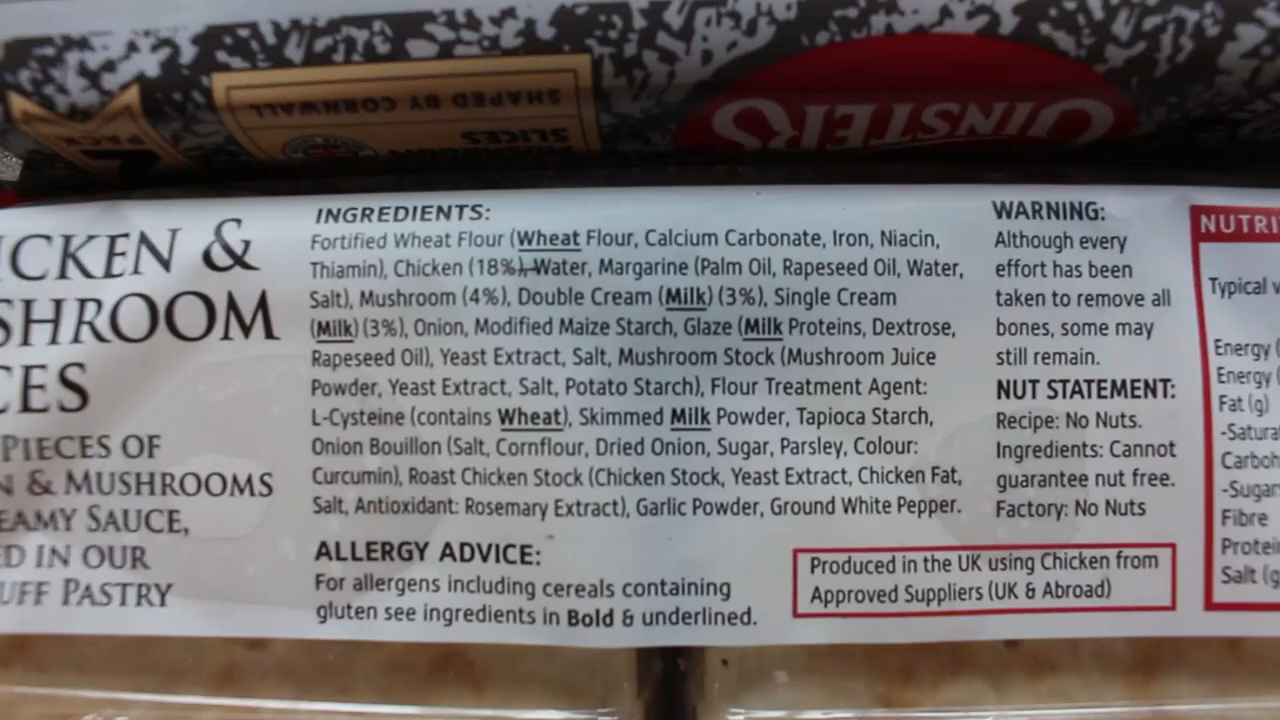 GINSTERS
SLICES
SHAPED BY CORNWALL
PACK
ICKEN &
SHROOM
CES
PIECES OF
N & MUSHROOMS
EAMY SAUCE,
ED IN OUR
UFF PASTRY
INGREDIENTS:
Fortified Wheat Flour (Wheat Flour, Calcium Carbonate, Iron, Niacin,
Thiamin), Chicken (18%), Water, Margarine (Palm Oil, Rapeseed Oil, Water,
Salt), Mushroom (4%), Double Cream (Milk) (3%), Single Cream
(Milk) (3%), Onion, Modified Maize Starch, Glaze (Milk Proteins, Dextrose,
Rapeseed Oil), Yeast Extract, Salt, Mushroom Stock (Mushroom Juice
Powder, Yeast Extract, Salt, Potato Starch), Flour Treatment Agent:
L-Cysteine (contains Wheat), Skimmed Milk Powder, Tapioca Starch,
Onion Bouillon (Salt, Cornflour, Dried Onion, Sugar, Parsley, Colour:
Curcumin), Roast Chicken Stock (Chicken Stock, Yeast Extract, Chicken Fat,
Salt, Antioxidant: Rosemary Extract), Garlic Powder, Ground White Pepper.
ALLERGY ADVICE:
For allergens including cereals containing
gluten see ingredients in Bold & underlined.
WARNING:
Although every
effort has been
taken to remove all
bones, some may
still remain.
NUT STATEMENT:
Recipe: No Nuts.
Ingredients: Cannot
guarantee nut free.
Factory: No Nuts
Produced in the UK using Chicken from
Approved Suppliers (UK & Abroad)
NUTRI
Typical v
Energy (
Energy (
Fat (g)
-Satura
Carboh
-Sugar
Fibre
Protei
Salt (g